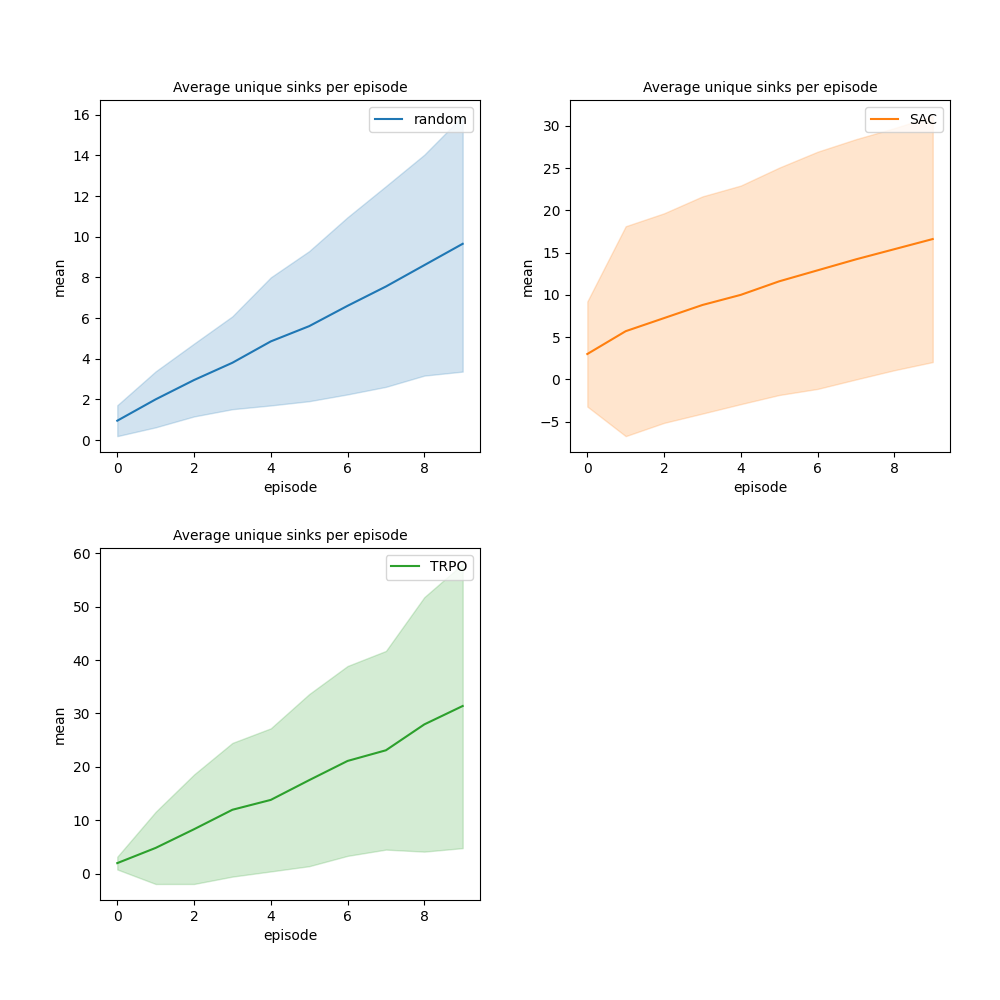 Average unique sinks per episode
random
16
14
12
10
8
6
4
2
0
mean
0 2 4 6 8
episode
Average unique sinks per episode
SAC
30
25
20
15
10
5
0
−5
mean
0 2 4 6 8
episode
Average unique sinks per episode
TRPO
60
50
40
30
20
10
0
mean
0 2 4 6 8
episode